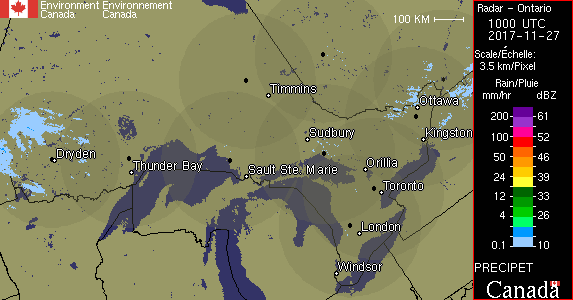 Environment Environnement
Canada Canada
100 KM
Timmins
Ottawa
Sudbury
Kingston
Dryden
Thunder Bay
Sault Ste. Marie
Orillia
Toronto
London
Windsor
Radar - Ontario
1000 UTC
2017-11-27
Scale/Échelle:
3.5 km/Pixel
Rain/Pluie
mm/hr dBZ
200 61
100 52
50 46
24 39
12 33
4 26
0.1 10
PRECIPET
Canada